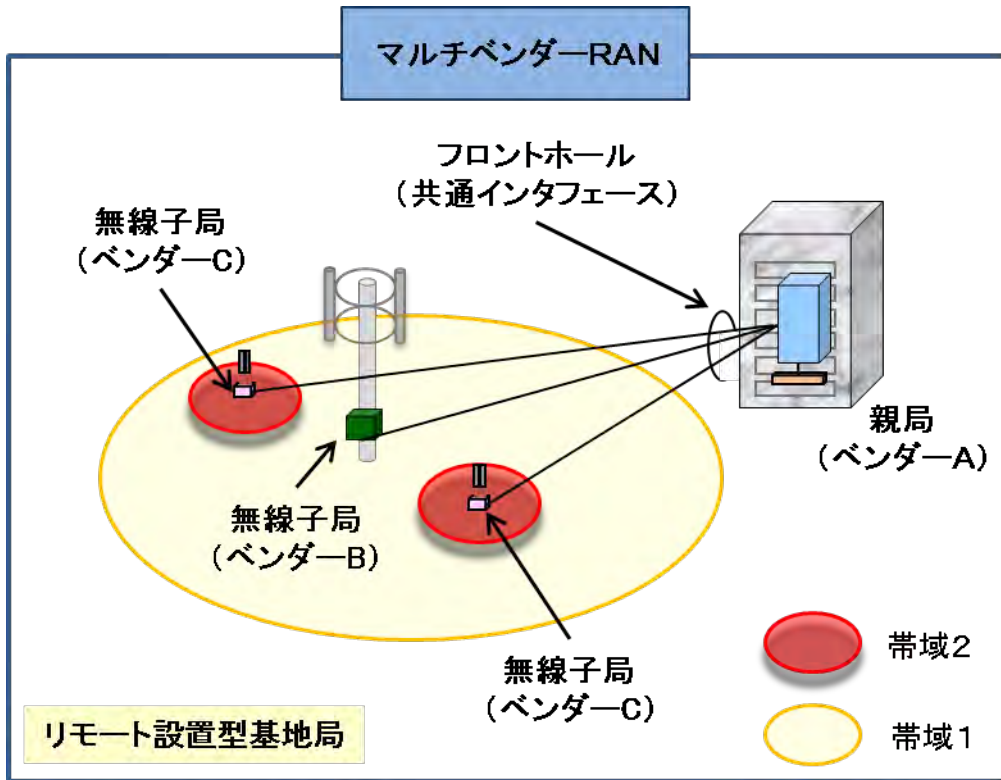 マルチベンダーRAN
フロントホール
（共通インタフェース）
無線子局
（ベンダーC）
親局
（ベンダーA）
無線子局
（ベンダーB）
無線子局
（ベンダーC）
帯域２
帯域１
リモート設置型基地局